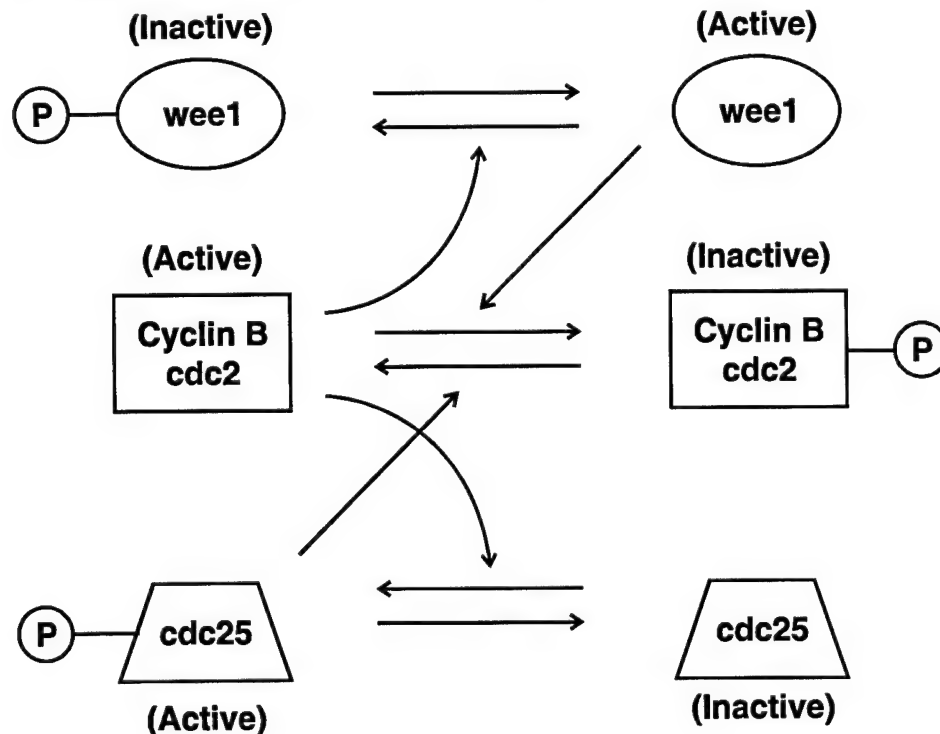 (Inactive)
(Active)
P
wee1
wee1
(Active)
(Inactive)
Cyclin B
cdc2
Cyclin B
cdc2
P
P
cdc25
cdc25
(Active)
(Inactive)